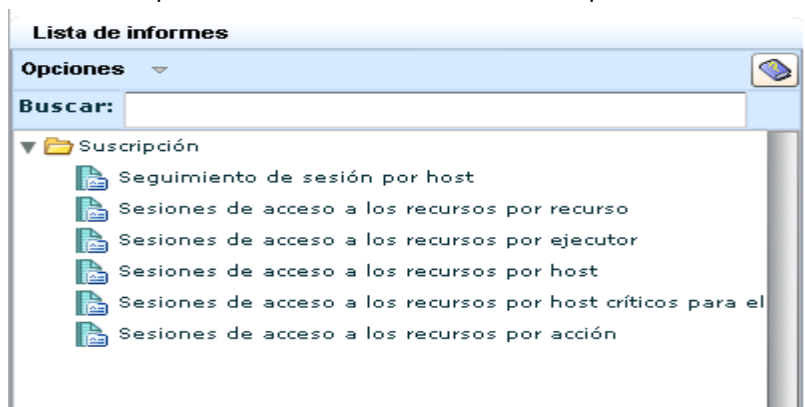 Lista de informes
Opciones
Buscar:
Suscripción
Seguimiento de sesión por host
Sesiones de acceso a los recursos por recurso
Sesiones de acceso a los recursos por ejecutor
Sesiones de acceso a los recursos por host
Sesiones de acceso a los recursos por host críticos para el
Sesiones de acceso a los recursos por acción